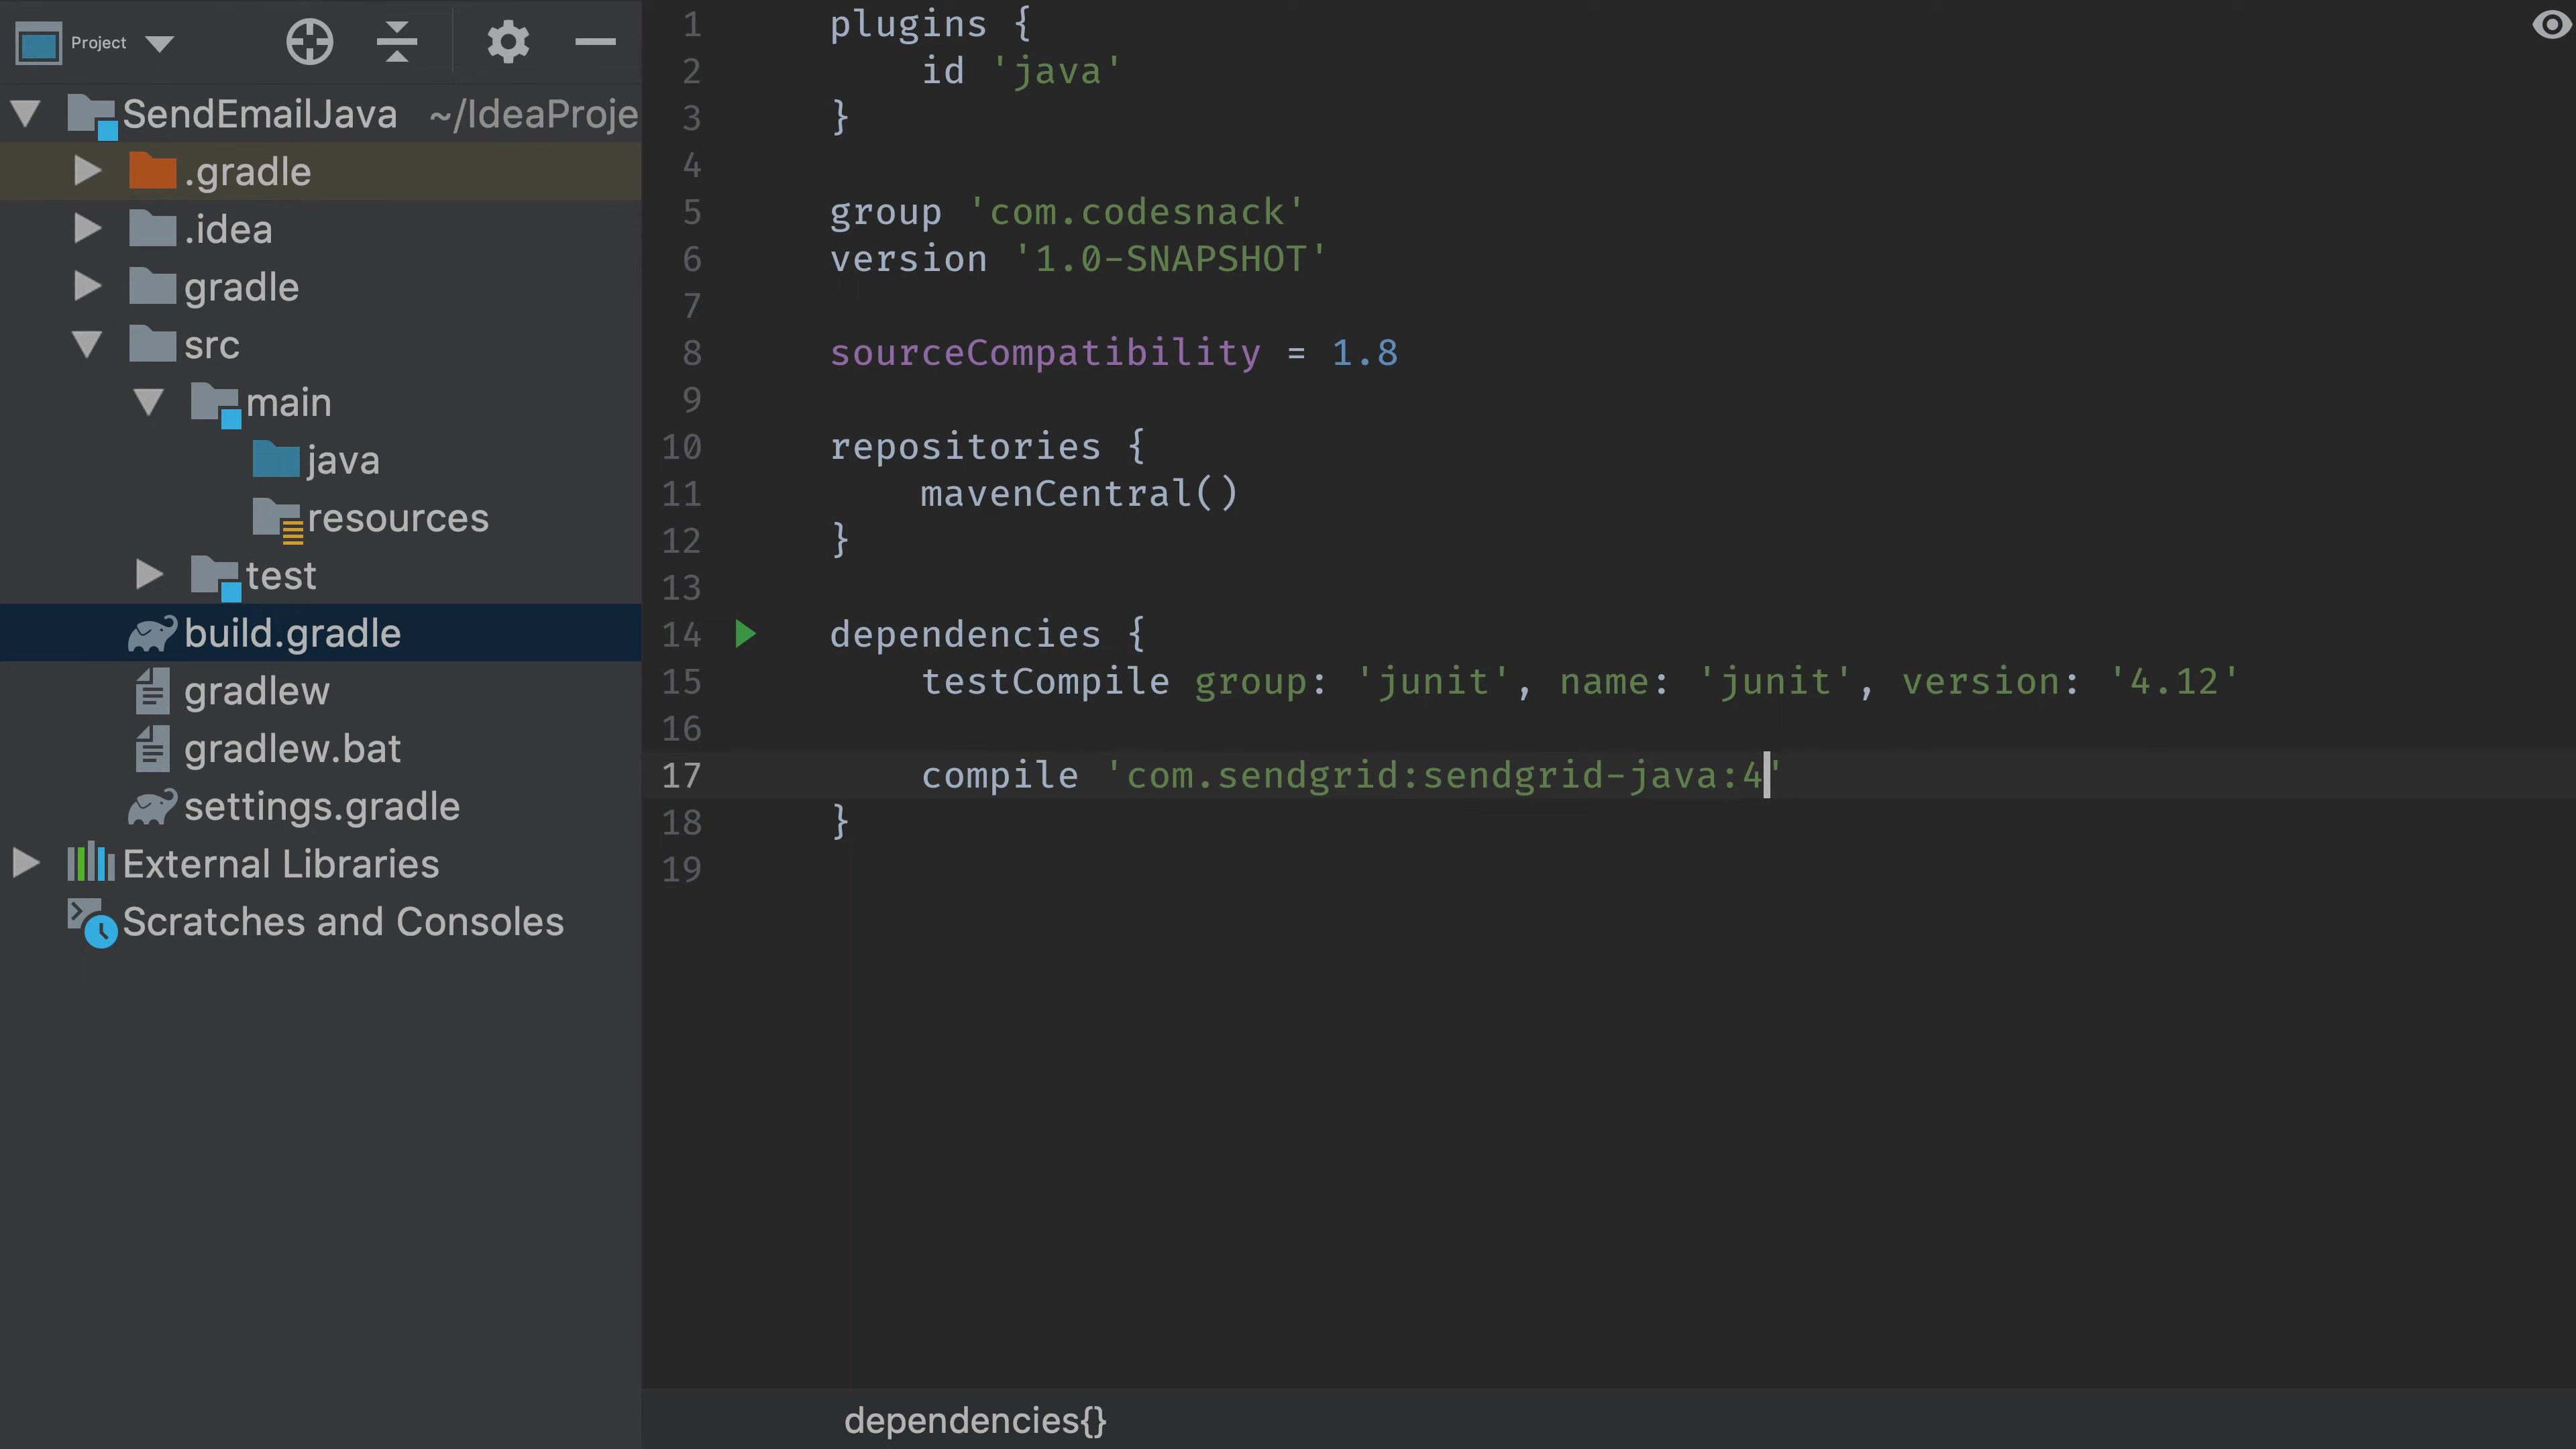 Project
SendEmailJava ~/IdeaProje
.gradle
.idea
gradle
src
main
java
resources
test
build.gradle
gradlew
gradlew.bat
settings.gradle
External Libraries
Scratches and Consoles
1 plugins {
2 id 'java'
3 }
4
5 group 'com.codesnack'
6 version '1.0-SNAPSHOT'
7
8 sourceCompatibility = 1.8
9
10 repositories {
11 mavenCentral()
12 }
13
14 dependencies {
15 testCompile group: 'junit', name: 'junit', version: '4.12'
16
17 compile 'com.sendgrid:sendgrid-java:4'
18 }
19
dependencies{}